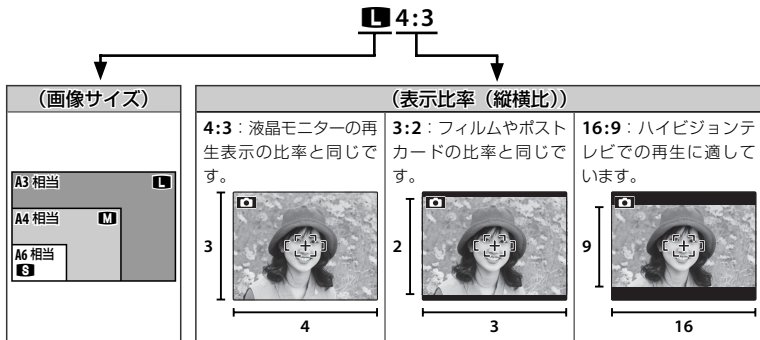 L 4:3
（画像サイズ）
A3 相当 L
A4 相当 M
A6 相当
S
（表示比率（縦横比））
4:3：液晶モニターの再
生表示の比率と同じで
す。
3
4
3:2：フィルムやポスト
カードの比率と同じで
す。
2
3
16:9：ハイビジョンテ
レビでの再生に適して
います。
9
16